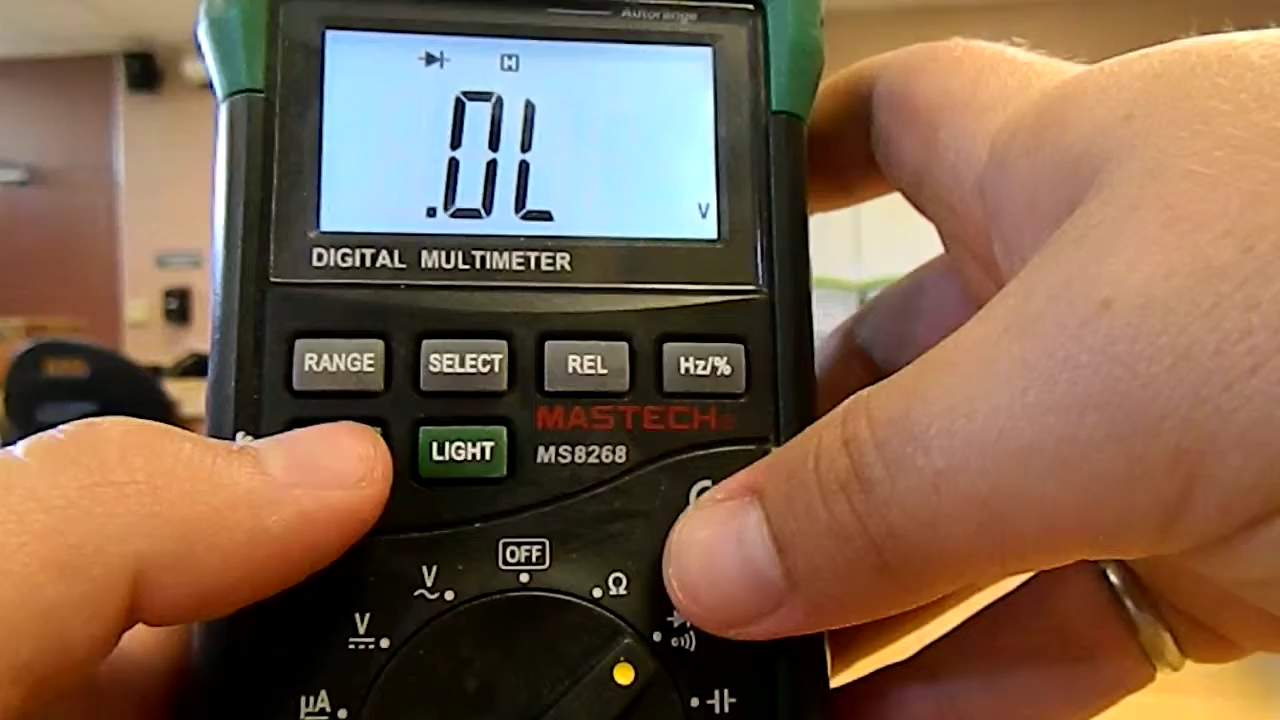 Autorange
H
.0L
V
DIGITAL MULTIMETER
RANGE SELECT REL Hz/%
LIGHT MASTECH®
MS8268
OFF
V Ω
V
µA